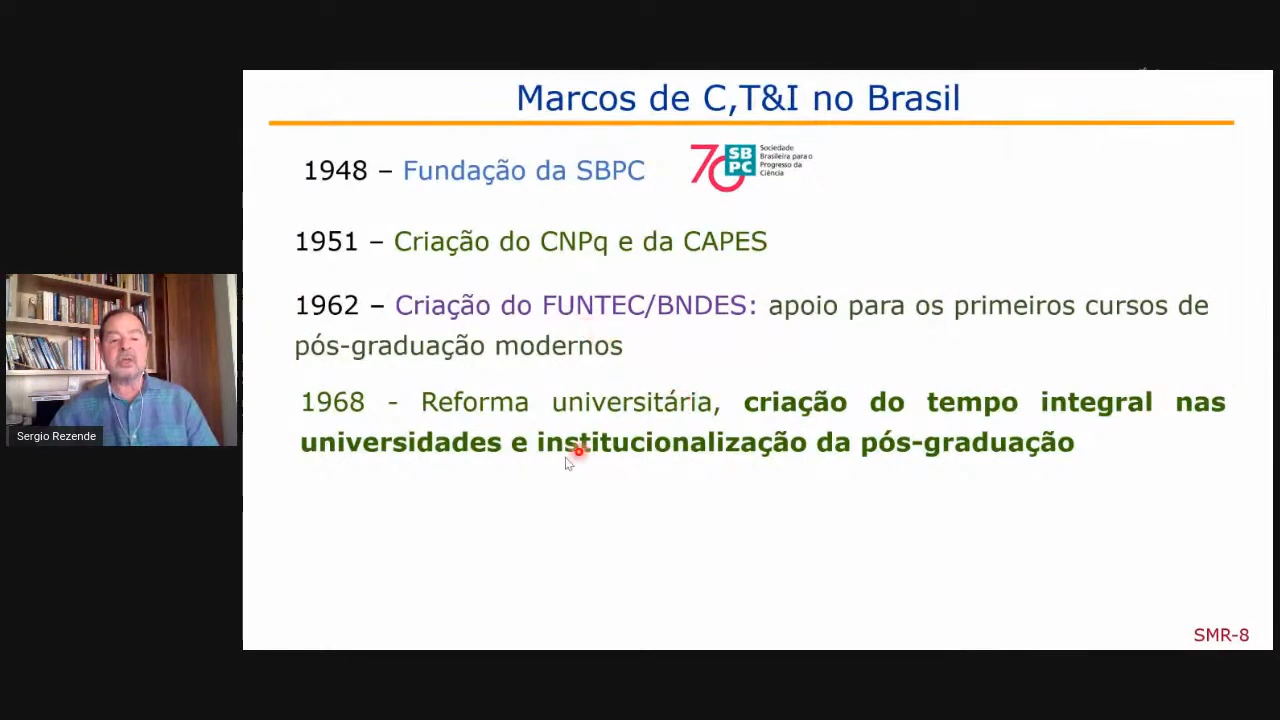 Marcos de C,T&I no Brasil
1948 – Fundação da SBPC
70 SBPC Sociedade Brasileira para o Progresso da Ciência
1951 – Criação do CNPq e da CAPES
1962 – Criação do FUNTEC/BNDES: apoio para os primeiros cursos de
pós-graduação modernos
1968 - Reforma universitária, criação do tempo integral nas
universidades e institucionalização da pós-graduação
Sergio Rezende
SMR-8